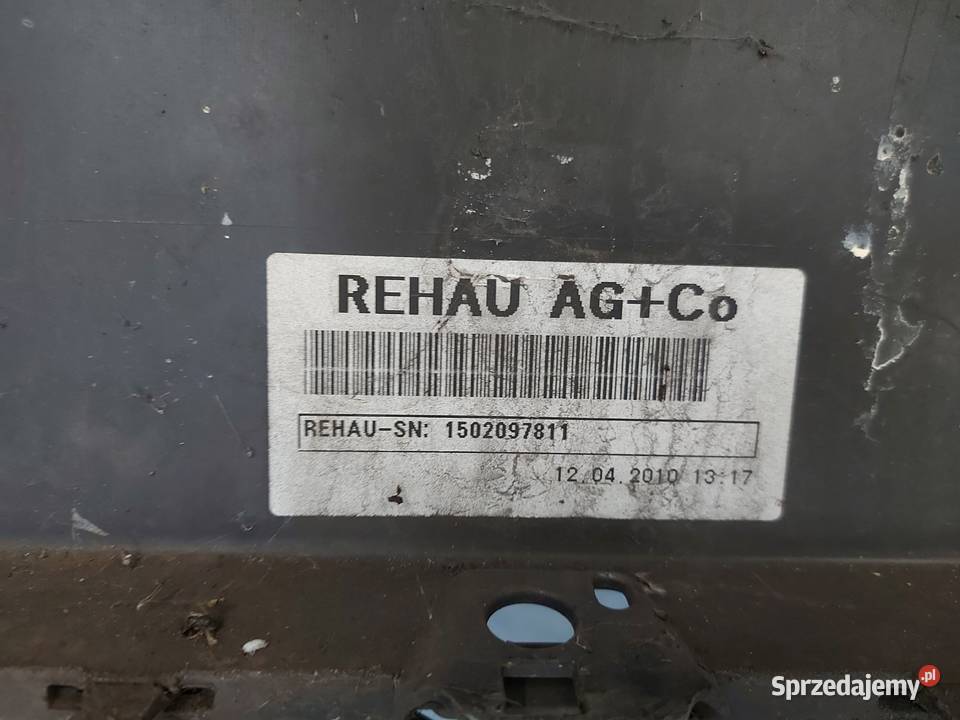 REHAU AG+Co
REHAU-SN: 1502097811
12.04.2010 13:17
Sprzedajemy.pl